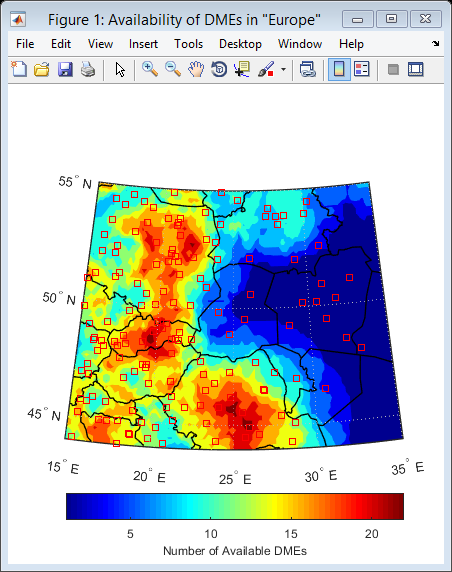 Figure 1: Availability of DMEs in "Europe"
File Edit View Insert Tools Desktop Window Help
55° N
50° N
45° N
15° E
20° E
25° E
30° E
35° E
5 10 15 20
Number of Available DMEs